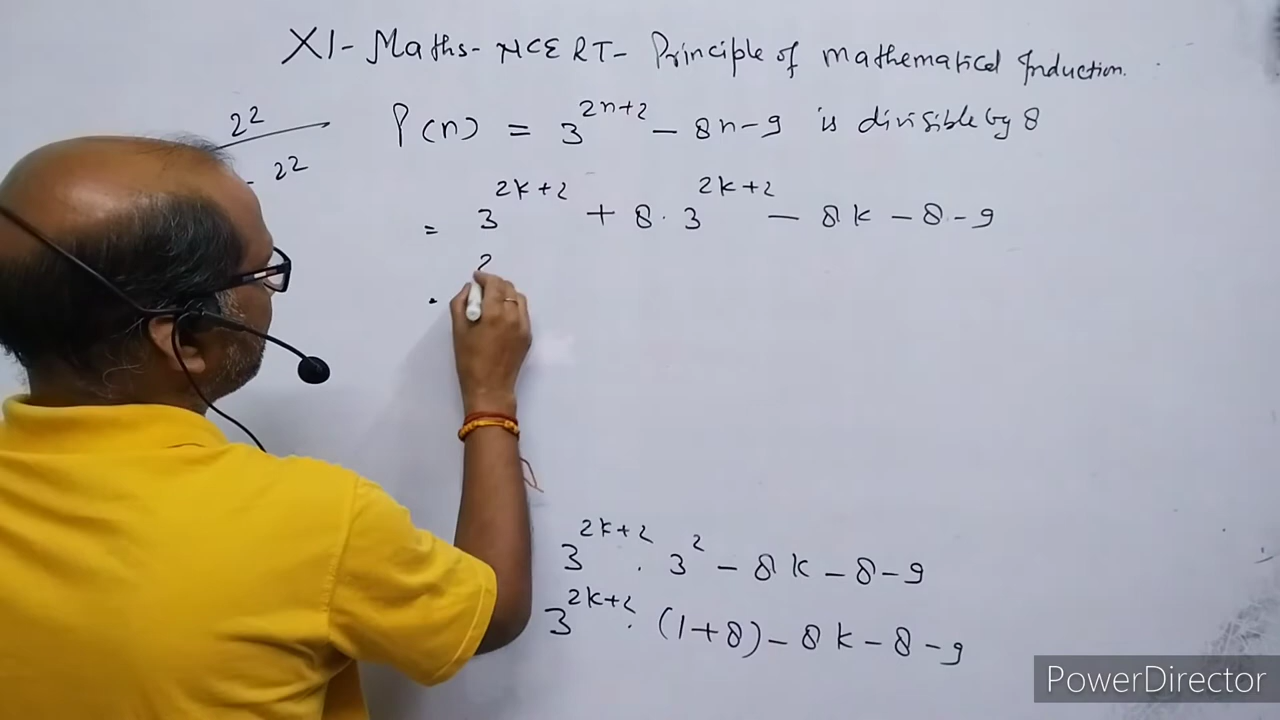 XI- Maths- NCERT- Principle of mathematical Induction.
2²
- 2²
P(n) = 3^{2n+2} - 8n - 9 is divisible by 8
= 3^{2k+2} + 8. 3^{2k+2} - 8k - 8 - 9
3^{2k+2} . 3² - 8k - 8 - 9
3^{2k+2} . (1+8) - 8k - 8 - 9
PowerDirector